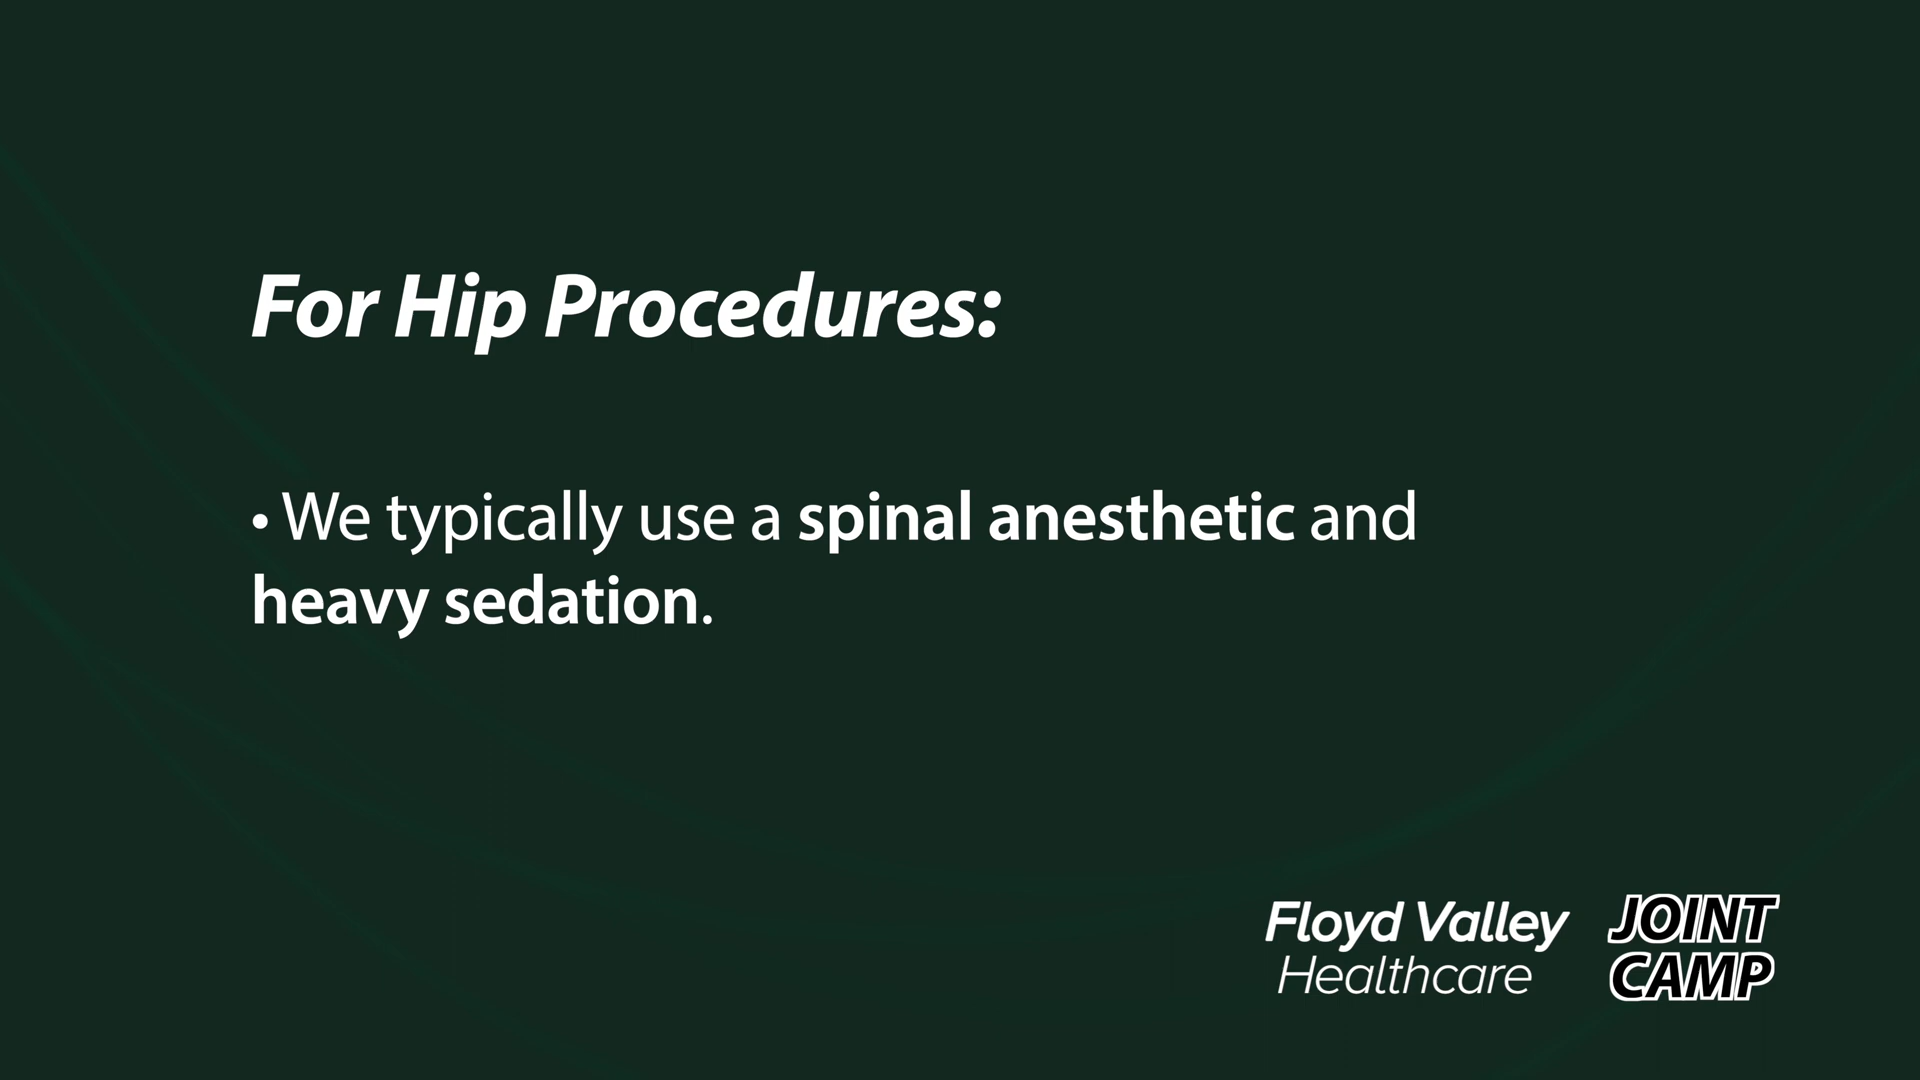 For Hip Procedures:
• We typically use a spinal anesthetic and
heavy sedation.
Floyd Valley
Healthcare
JOINT
CAMP